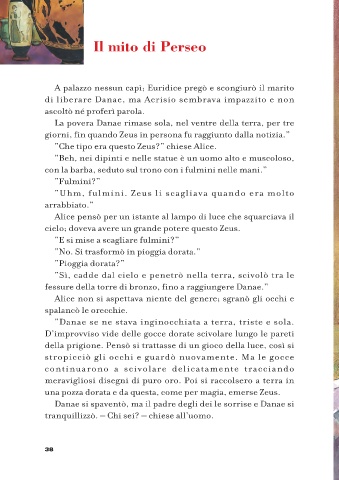 Il mito di Perseo
A palazzo nessun capì; Euridice pregò e scongiurò il marito
di liberare Danae, ma Acrisio sembrava impazzito e non
ascoltò né proferì parola.
La povera Danae rimase sola, nel ventre della terra, per tre
giorni, fin quando Zeus in persona fu raggiunto dalla notizia."
"Che tipo era questo Zeus?" chiese Alice.
"Beh, nei dipinti e nelle statue è un uomo alto e muscoloso,
con la barba, seduto sul trono con i fulmini nelle mani."
"Fulmini?"
"Uhm, fulmini. Zeus li scagliava quando era molto
arrabbiato."
Alice pensò per un istante al lampo di luce che squarciava il
cielo; doveva avere un grande potere questo Zeus.
"E si mise a scagliare fulmini?"
"No. Si trasformò in pioggia dorata."
"Pioggia dorata?"
"Sì, cadde dal cielo e penetrò nella terra, scivolò tra le
fessure della torre di bronzo, fino a raggiungere Danae."
Alice non si aspettava niente del genere; sgranò gli occhi e
spalancò le orecchie.
"Danae se ne stava inginocchiata a terra, triste e sola.
D'improvviso vide delle gocce dorate scivolare lungo le pareti
della prigione. Pensò si trattasse di un gioco della luce, così si
stropicciò gli occhi e guardò nuovamente. Ma le gocce
continuarono a scivolare delicatamente tracciando
meravigliosi disegni di puro oro. Poi si raccolsero a terra in
una pozza dorata e da questa, come per magia, emerse Zeus.
Danae si spaventò, ma il padre degli dei le sorrise e Danae si
tranquillizzò. — Chi sei? — chiese all'uomo.
38